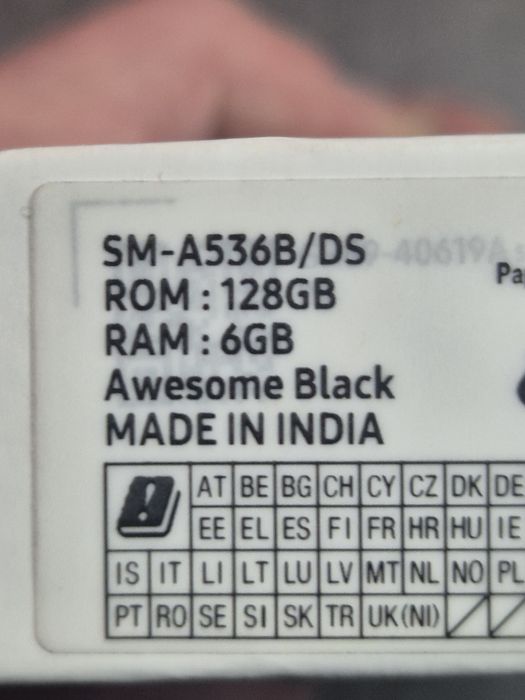 SM-A536B/DS
ROM : 128GB
RAM : 6GB
Awesome Black
MADE IN INDIA
AT BE BG CH CY CZ DK DE
EE EL ES FI FR HR HU IE
IS IT LI LT LU LV MT NL NO PL
PT RO SE SI SK TR UK(NI)